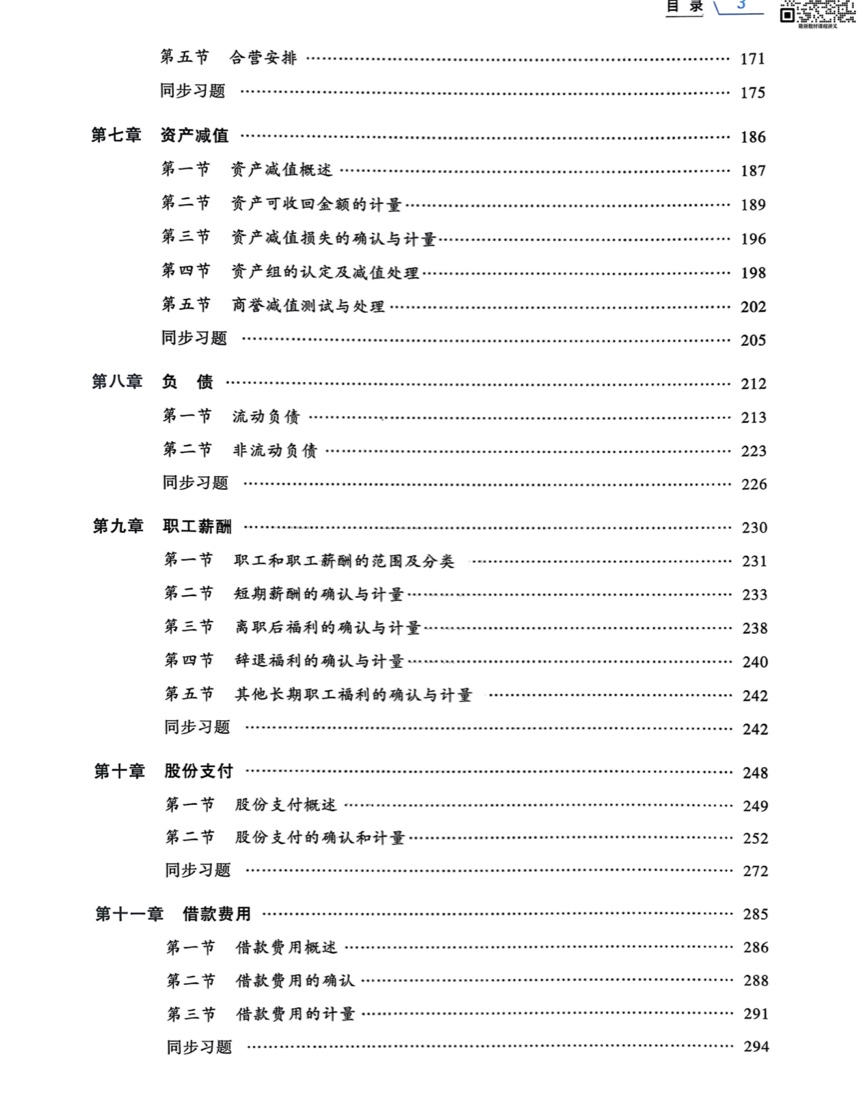 目 录 3
最新教材课程讲义
第五节 合营安排 …… 171
同步习题 …… 175
第七章 资产减值 …… 186
第一节 资产减值概述 …… 187
第二节 资产可收回金额的计量 …… 189
第三节 资产减值损失的确认与计量 …… 196
第四节 资产组的认定及减值处理 …… 198
第五节 商誉减值测试与处理 …… 202
同步习题 …… 205
第八章 负 债 …… 212
第一节 流动负债 …… 213
第二节 非流动负债 …… 223
同步习题 …… 226
第九章 职工薪酬 …… 230
第一节 职工和职工薪酬的范围及分类 …… 231
第二节 短期薪酬的确认与计量 …… 233
第三节 离职后福利的确认与计量 …… 238
第四节 辞退福利的确认与计量 …… 240
第五节 其他长期职工福利的确认与计量 …… 242
同步习题 …… 242
第十章 股份支付 …… 248
第一节 股份支付概述 …… 249
第二节 股份支付的确认和计量 …… 252
同步习题 …… 272
第十一章 借款费用 …… 285
第一节 借款费用概述 …… 286
第二节 借款费用的确认 …… 288
第三节 借款费用的计量 …… 291
同步习题 …… 294